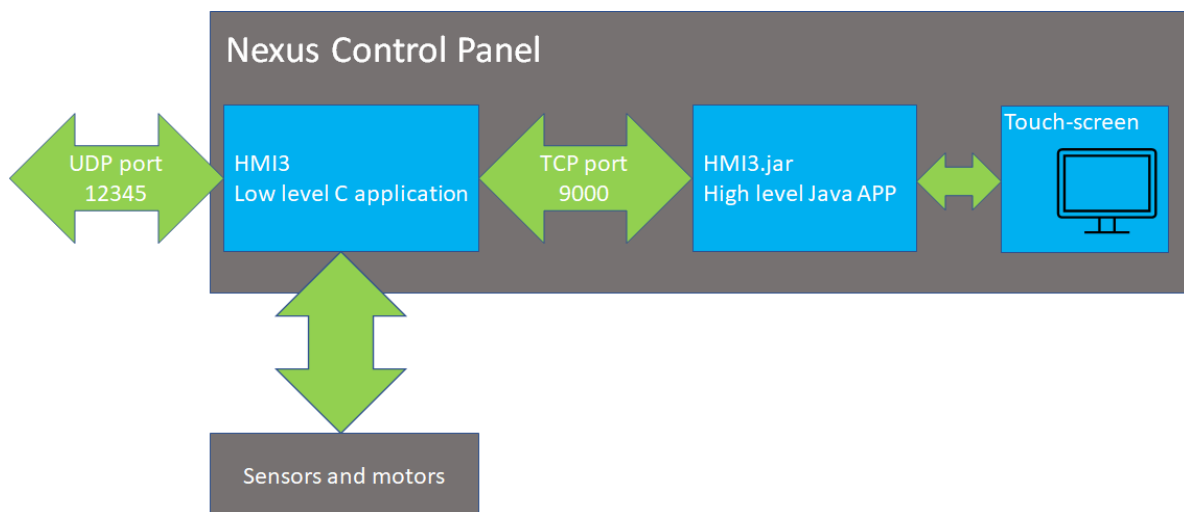 Nexus Control Panel
UDP port
12345
HMI3
Low level C application
TCP port
9000
HMI3.jar
High level Java APP
Touch-screen
Sensors and motors